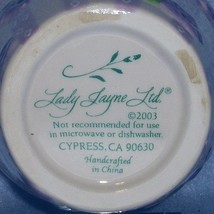 Lady Jayne Ltd.®
©2003
Not recommended for use
in microwave or dishwasher.
CYPRESS, CA 90630
Handcrafted
in China